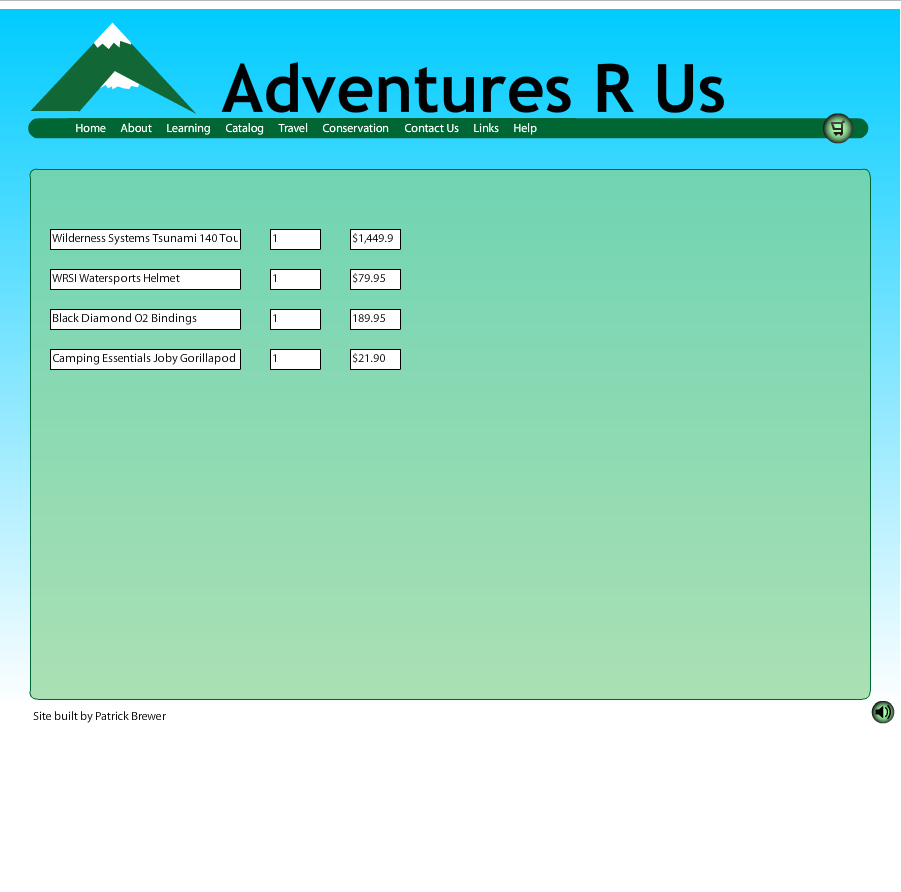 Adventures R Us
Home About Learning Catalog Travel Conservation Contact Us Links Help
Wilderness Systems Tsunami 140 Tou 1 $1,449.9
WRSI Watersports Helmet 1 $79.95
Black Diamond O2 Bindings 1 189.95
Camping Essentials Joby Gorillapod 1 $21.90
Site built by Patrick Brewer